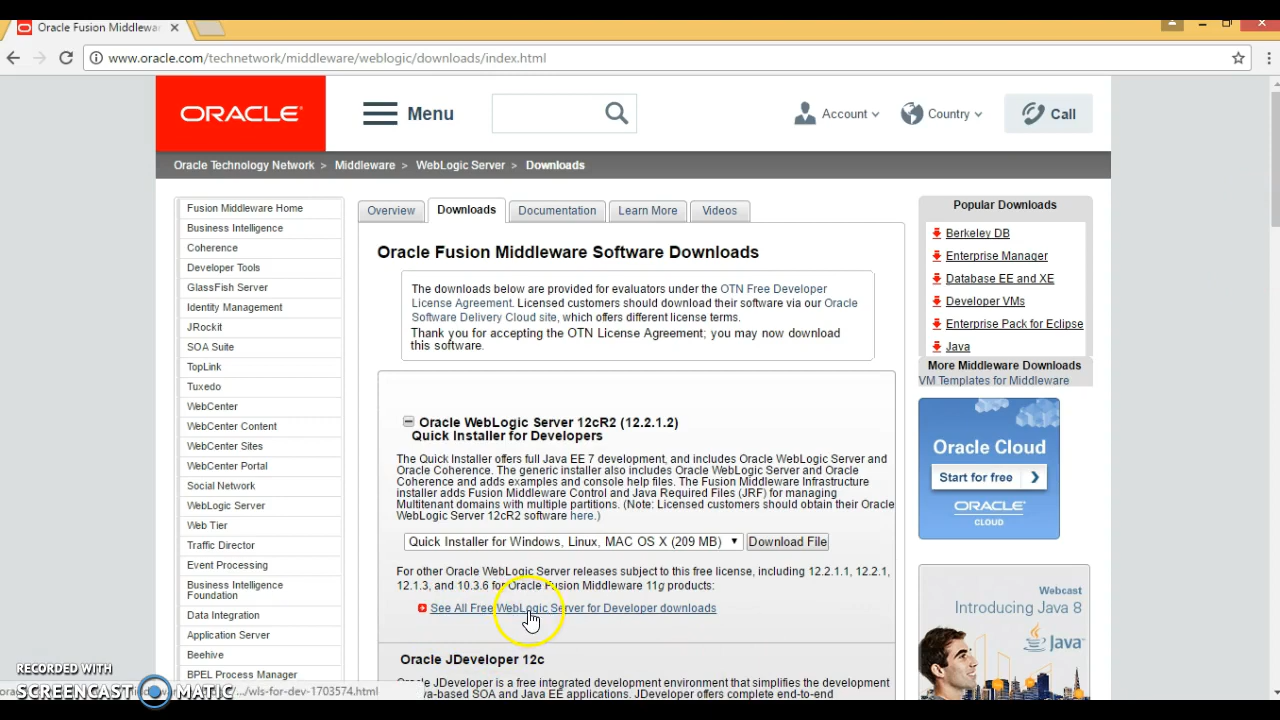 Oracle Fusion Middlewa
www.oracle.com/technetwork/middleware/weblogic/downloads/index.html
ORACLE
Menu
Account
Country
Call
Oracle Technology Network > Middleware > WebLogic Server > Downloads
Fusion Middleware Home
Business Intelligence
Coherence
Developer Tools
GlassFish Server
Identity Management
JRockit
SOA Suite
TopLink
Tuxedo
WebCenter
WebCenter Content
WebCenter Sites
WebCenter Portal
Social Network
WebLogic Server
Web Tier
Traffic Director
Event Processing
Business Intelligence
Foundation
Data Integration
Application Server
Beehive
BPEL Process Manager
Overview
Downloads
Documentation
Learn More
Videos
Oracle Fusion Middleware Software Downloads
The downloads below are provided for evaluators under the OTN Free Developer
License Agreement. Licensed customers should download their software via our Oracle
Software Delivery Cloud site, which offers different license terms.
Thank you for accepting the OTN License Agreement; you may now download
this software.
Oracle WebLogic Server 12cR2 (12.2.1.2)
Quick Installer for Developers
The Quick Installer offers full Java EE 7 development, and includes Oracle WebLogic Server and
Oracle Coherence. The generic installer also includes Oracle WebLogic Server and Oracle
Coherence and adds examples and console help files. The Fusion Middleware Infrastructure
installer adds Fusion Middleware Control and Java Required Files (JRF) for managing
Multitenant domains with multiple partitions. (Note: Licensed customers should obtain their Oracle
WebLogic Server 12cR2 software here.)
Quick Installer for Windows, Linux, MAC OS X (209 MB)
Download File
For other Oracle WebLogic Server releases subject to this free license, including 12.2.1.1, 12.2.1,
12.1.3, and 10.3.6 for Oracle Fusion Middleware 11g products:
See All Free WebLogic Server for Developer downloads
Oracle JDeveloper 12c
Oracle JDeveloper is a free integrated development environment that simplifies the development
Java-based SOA and Java EE applications. JDeveloper offers complete end-to-end
Popular Downloads
Berkeley DB
Enterprise Manager
Database EE and XE
Developer VMs
Enterprise Pack for Eclipse
Java
More Middleware Downloads
VM Templates for Middleware
Oracle Cloud
Start for free
ORACLE
CLOUD
Webcast
Introducing Java 8
Java
RECORDED WITH
SCREENCAST MATIC
.../wls-for-dev-1703574.html